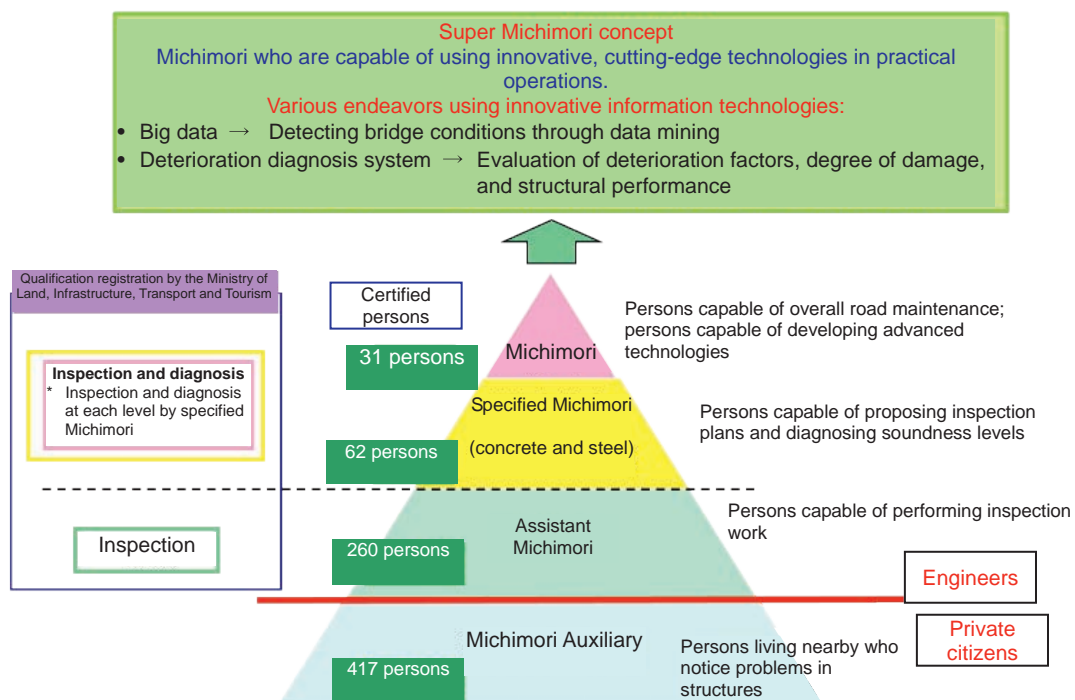 Super Michimori concept
Michimori who are capable of using innovative, cutting-edge technologies in practical
operations.
Various endeavors using innovative information technologies:
• Big data → Detecting bridge conditions through data mining
• Deterioration diagnosis system → Evaluation of deterioration factors, degree of damage,
and structural performance
Qualification registration by the Ministry of
Land, Infrastructure, Transport and Tourism
Inspection and diagnosis
* Inspection and diagnosis
at each level by specified
Michimori
Inspection
Certified
persons
31 persons
Michimori
Persons capable of overall road maintenance;
persons capable of developing advanced
technologies
62 persons
Specified Michimori
(concrete and steel)
Persons capable of proposing inspection
plans and diagnosing soundness levels
260 persons
Assistant
Michimori
Persons capable of performing inspection
work
Engineers
Private
citizens
417 persons
Michimori Auxiliary
Persons living nearby who
notice problems in
structures